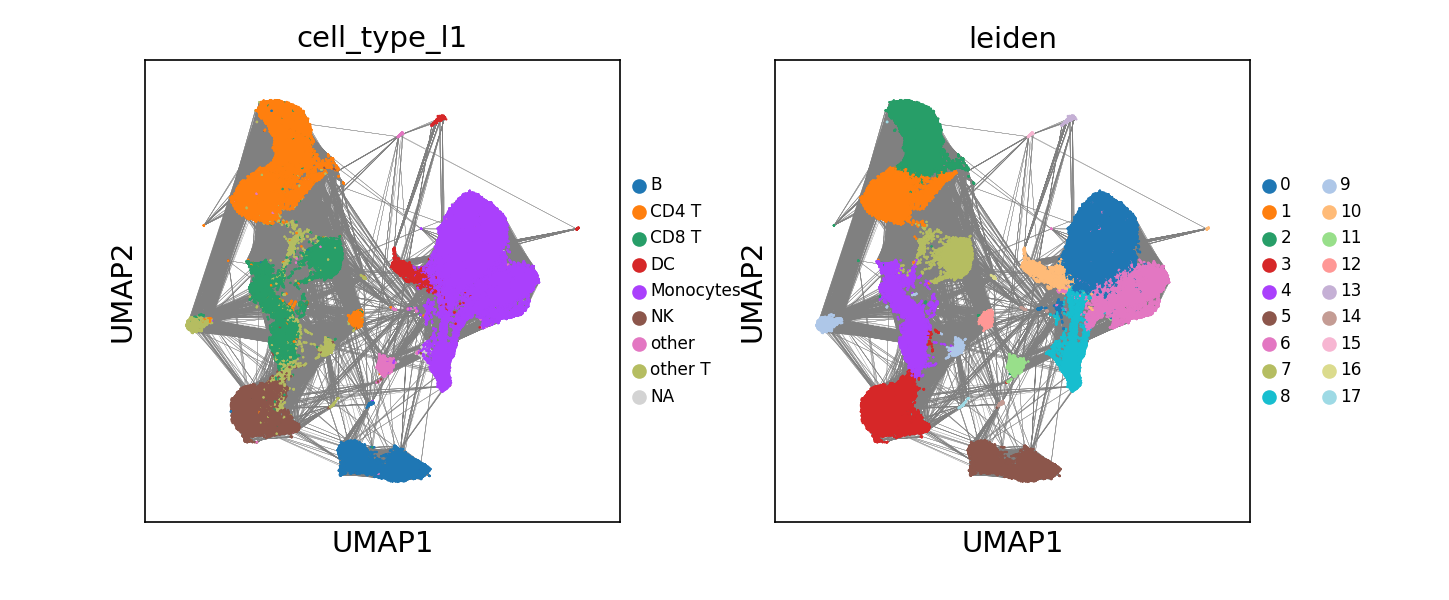 cell_type_l1
UMAP2
UMAP1
B
CD4 T
CD8 T
DC
Monocytes
NK
other
other T
NA
leiden
UMAP2
UMAP1
0 9
1 10
2 11
3 12
4 13
5 14
6 15
7 16
8 17